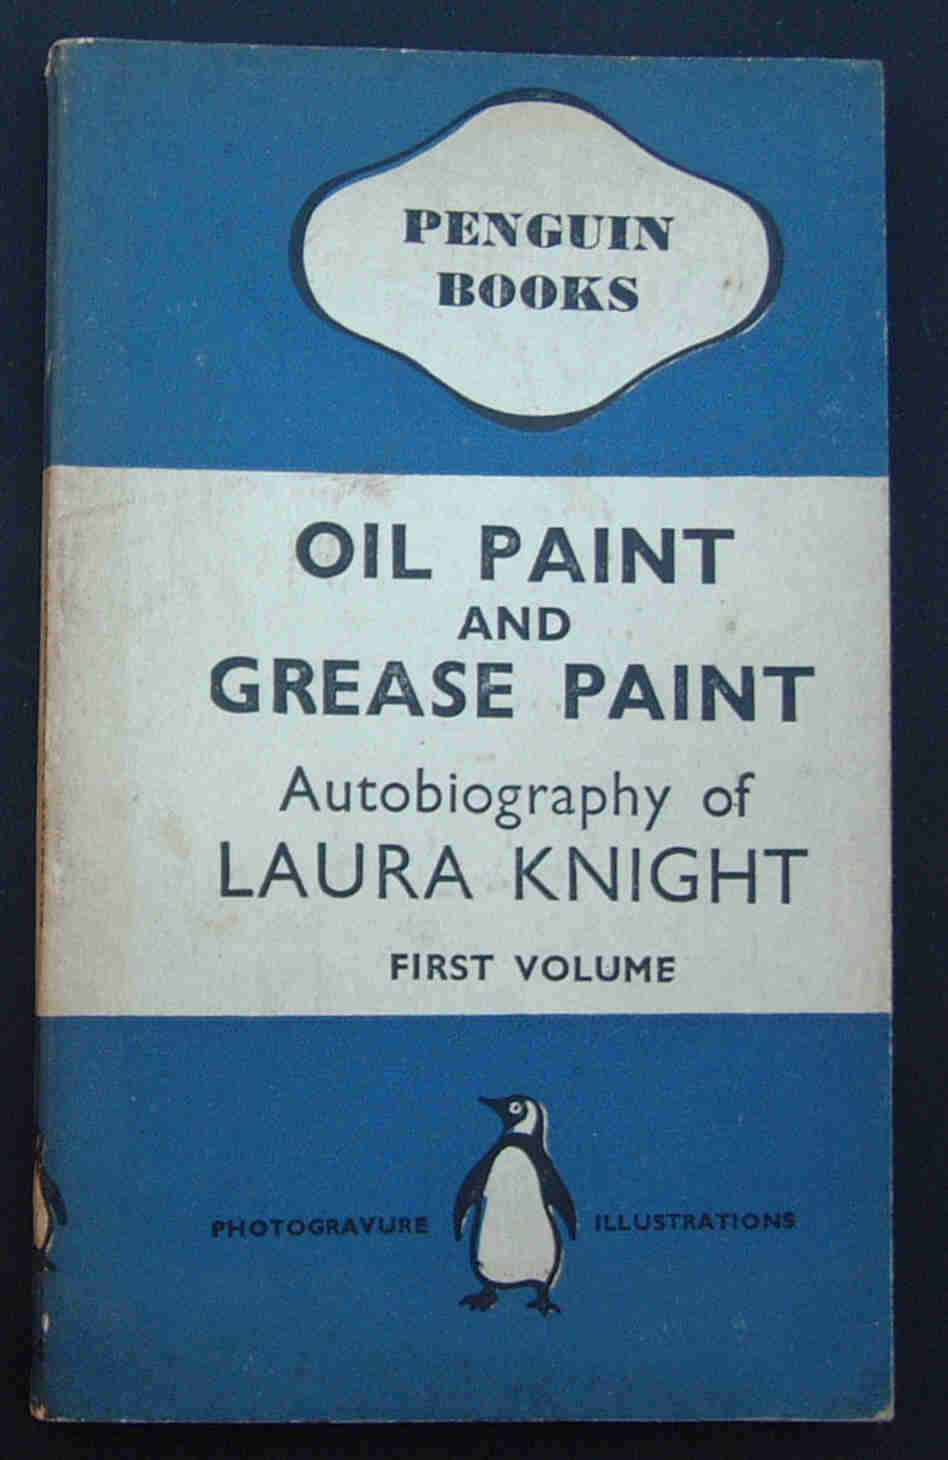 PENGUIN
BOOKS
OIL PAINT
AND
GREASE PAINT
Autobiography of
LAURA KNIGHT
FIRST VOLUME
PHOTOGRAVURE ILLUSTRATIONS